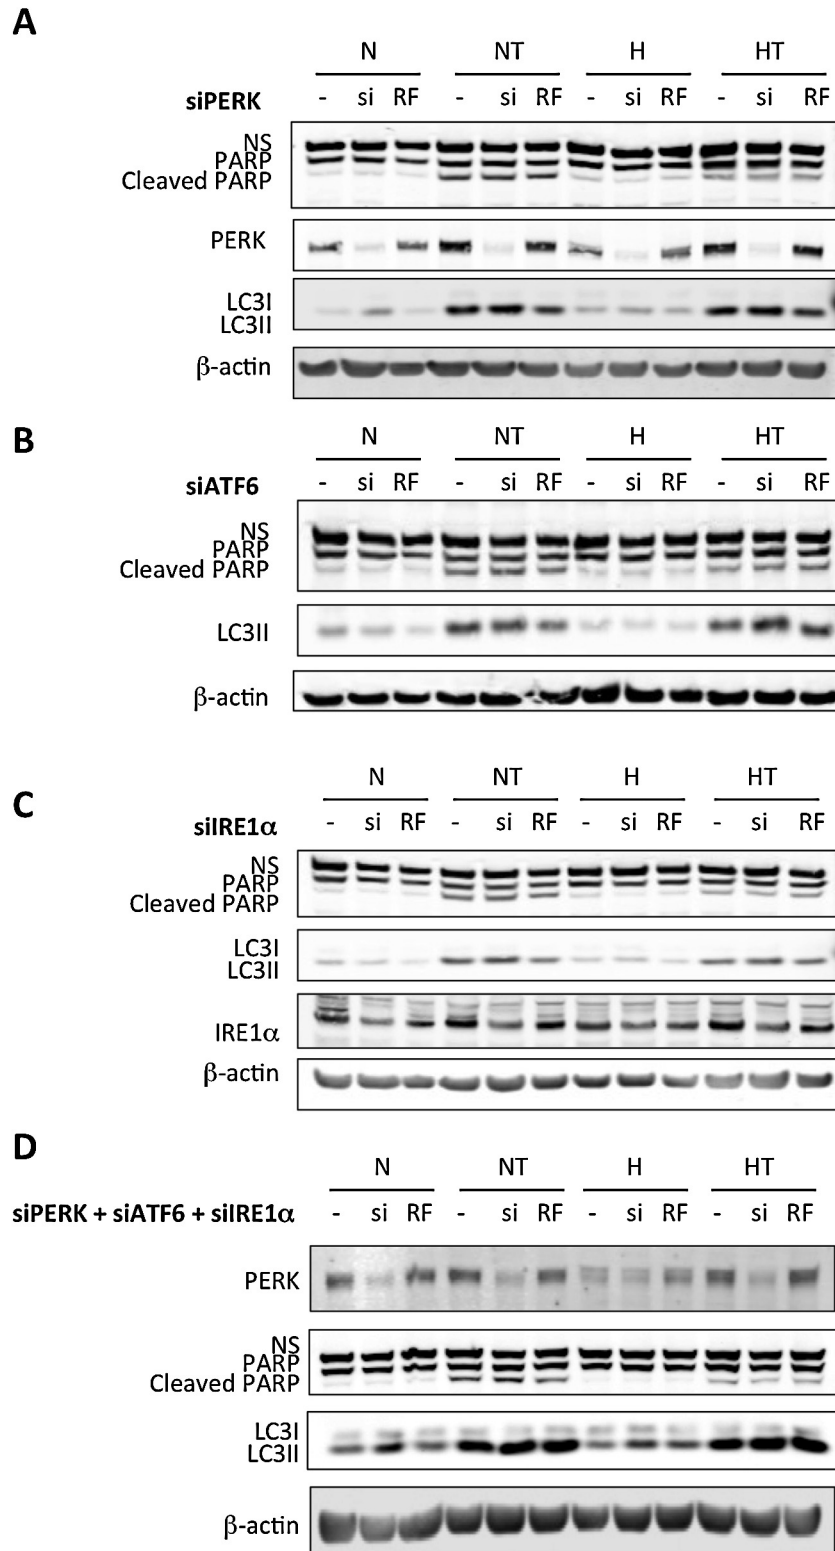 A
N NT H HT
siPERK - si RF - si RF - si RF - si RF
NS
PARP
Cleaved PARP
PERK
LC3I
LC3II
β-actin
B
N NT H HT
siATF6 - si RF - si RF - si RF - si RF
NS
PARP
Cleaved PARP
LC3II
β-actin
C
N NT H HT
siIRE1α - si RF - si RF - si RF - si RF
NS
PARP
Cleaved PARP
LC3I
LC3II
IRE1α
β-actin
D
N NT H HT
siPERK + siATF6 + siIRE1α - si RF - si RF - si RF - si RF
PERK
NS
PARP
Cleaved PARP
LC3I
LC3II
β-actin